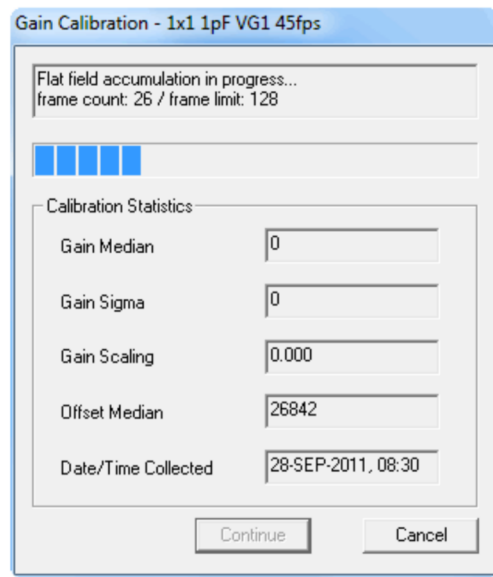 Gain Calibration - 1x1 1pF VG1 45fps
Flat field accumulation in progress...
frame count: 26 / frame limit: 128
Calibration Statistics
Gain Median 0
Gain Sigma 0
Gain Scaling 0.000
Offset Median 26842
Date/Time Collected 28-SEP-2011, 08:30
Continue Cancel